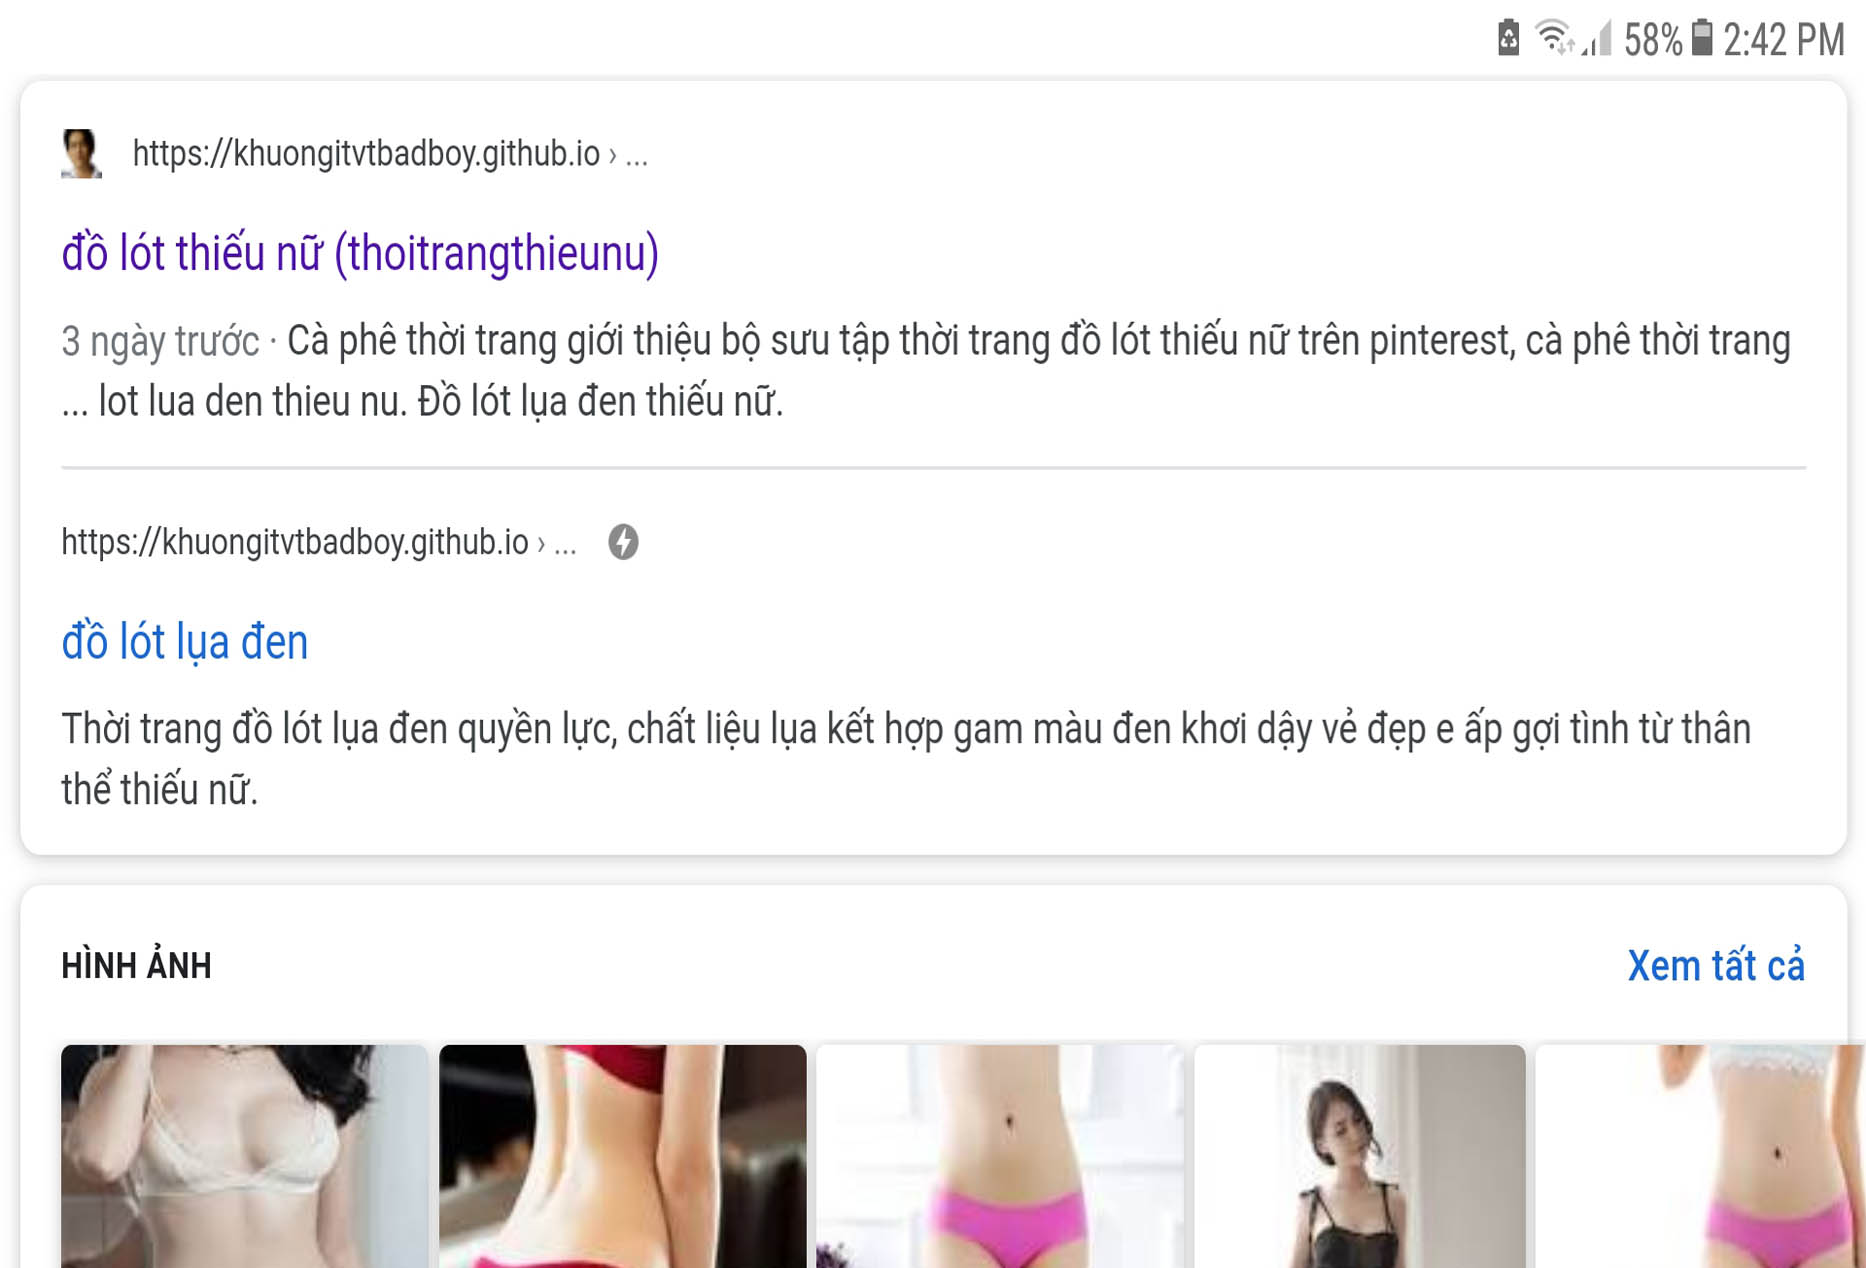 58% 2:42 PM
https://khuongitvtbadboy.github.io › ...
đồ lót thiếu nữ (thoitrangthieunu)
3 ngày trước · Cà phê thời trang giới thiệu bộ sưu tập thời trang đồ lót thiếu nữ trên pinterest, cà phê thời trang
... lot lua den thieu nu. Đồ lót lụa đen thiếu nữ.
https://khuongitvtbadboy.github.io › ...
đồ lót lụa đen
Thời trang đồ lót lụa đen quyền lực, chất liệu lụa kết hợp gam màu đen khơi dậy vẻ đẹp e ấp gợi tình từ thân
thể thiếu nữ.
HÌNH ẢNH Xem tất cả